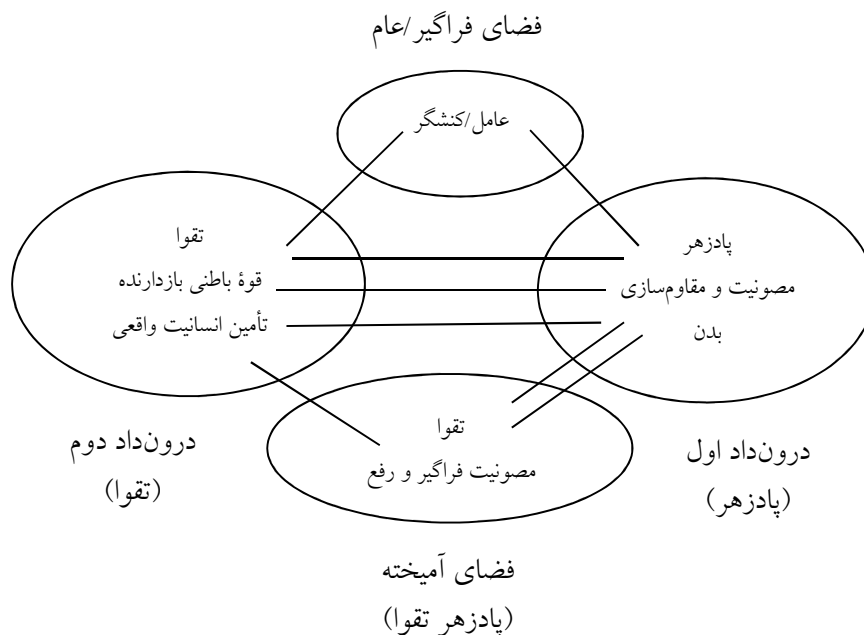 فضای فراگیر/عام
عامل/کنشگر
پادزهر
مصونیت و مقاوم‌سازی
بدن
تقوا
قوۀ باطنی بازدارنده
تأمین انسانیت واقعی
تقوا
مصونیت فراگیر و رفع
درون‌داد اول
(پادزهر)
درون‌داد دوم
(تقوا)
فضای آمیخته
(پادزهر تقوا)